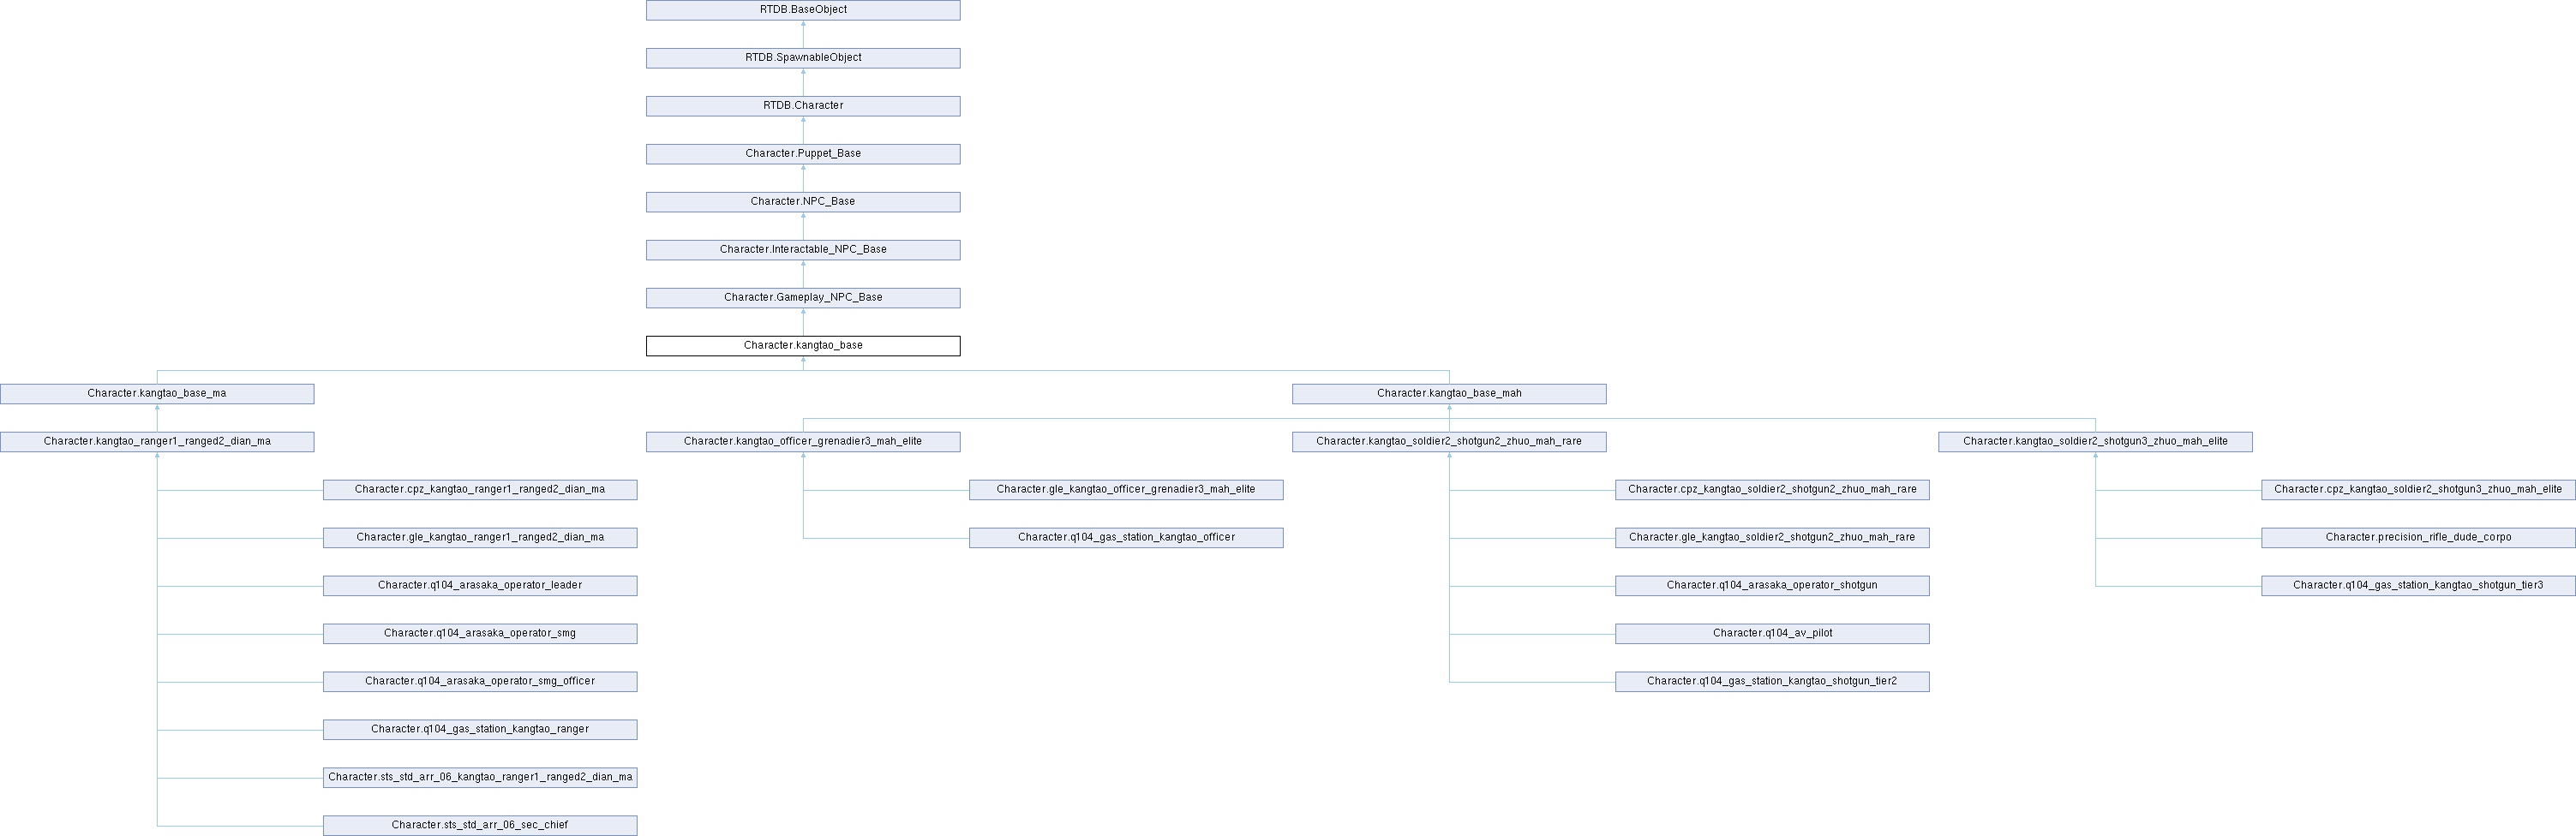 RTDB.BaseObject
RTDB.SpawnableObject
RTDB.Character
Character.Puppet_Base
Character.NPC_Base
Character.Interactable_NPC_Base
Character.Gameplay_NPC_Base
Character.kangtao_base
Character.kangtao_base_ma
Character.kangtao_base_mah
Character.kangtao_ranger1_ranged2_dian_ma
Character.kangtao_officer_grenadier3_mah_elite
Character.kangtao_soldier2_shotgun2_zhuo_mah_rare
Character.kangtao_soldier2_shotgun3_zhuo_mah_elite
Character.cpz_kangtao_ranger1_ranged2_dian_ma
Character.gle_kangtao_officer_grenadier3_mah_elite
Character.cpz_kangtao_soldier2_shotgun2_zhuo_mah_rare
Character.cpz_kangtao_soldier2_shotgun3_zhuo_mah_elite
Character.gle_kangtao_ranger1_ranged2_dian_ma
Character.q104_gas_station_kangtao_officer
Character.gle_kangtao_soldier2_shotgun2_zhuo_mah_rare
Character.precision_rifle_dude_corpo
Character.q104_arasaka_operator_leader
Character.q104_arasaka_operator_shotgun
Character.q104_gas_station_kangtao_shotgun_tier3
Character.q104_arasaka_operator_smg
Character.q104_av_pilot
Character.q104_arasaka_operator_smg_officer
Character.q104_gas_station_kangtao_shotgun_tier2
Character.q104_gas_station_kangtao_ranger
Character.sts_std_arr_06_kangtao_ranger1_ranged2_dian_ma
Character.sts_std_arr_06_sec_chief